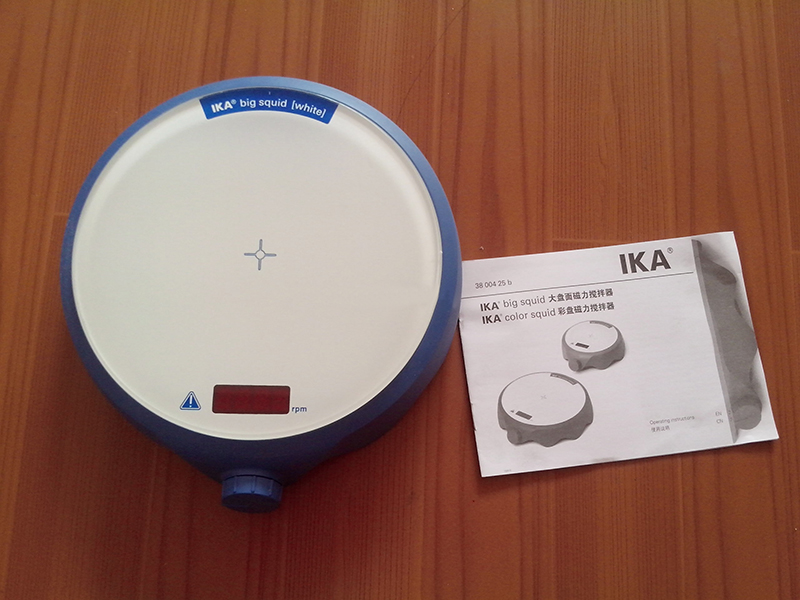 IKA® big squid [white]
rpm
IKA®
38 004 25 b
IKA® big squid 大盘面磁力搅拌器
IKA® color squid 彩盘磁力搅拌器
Operating instructions EN
使用说明 CN